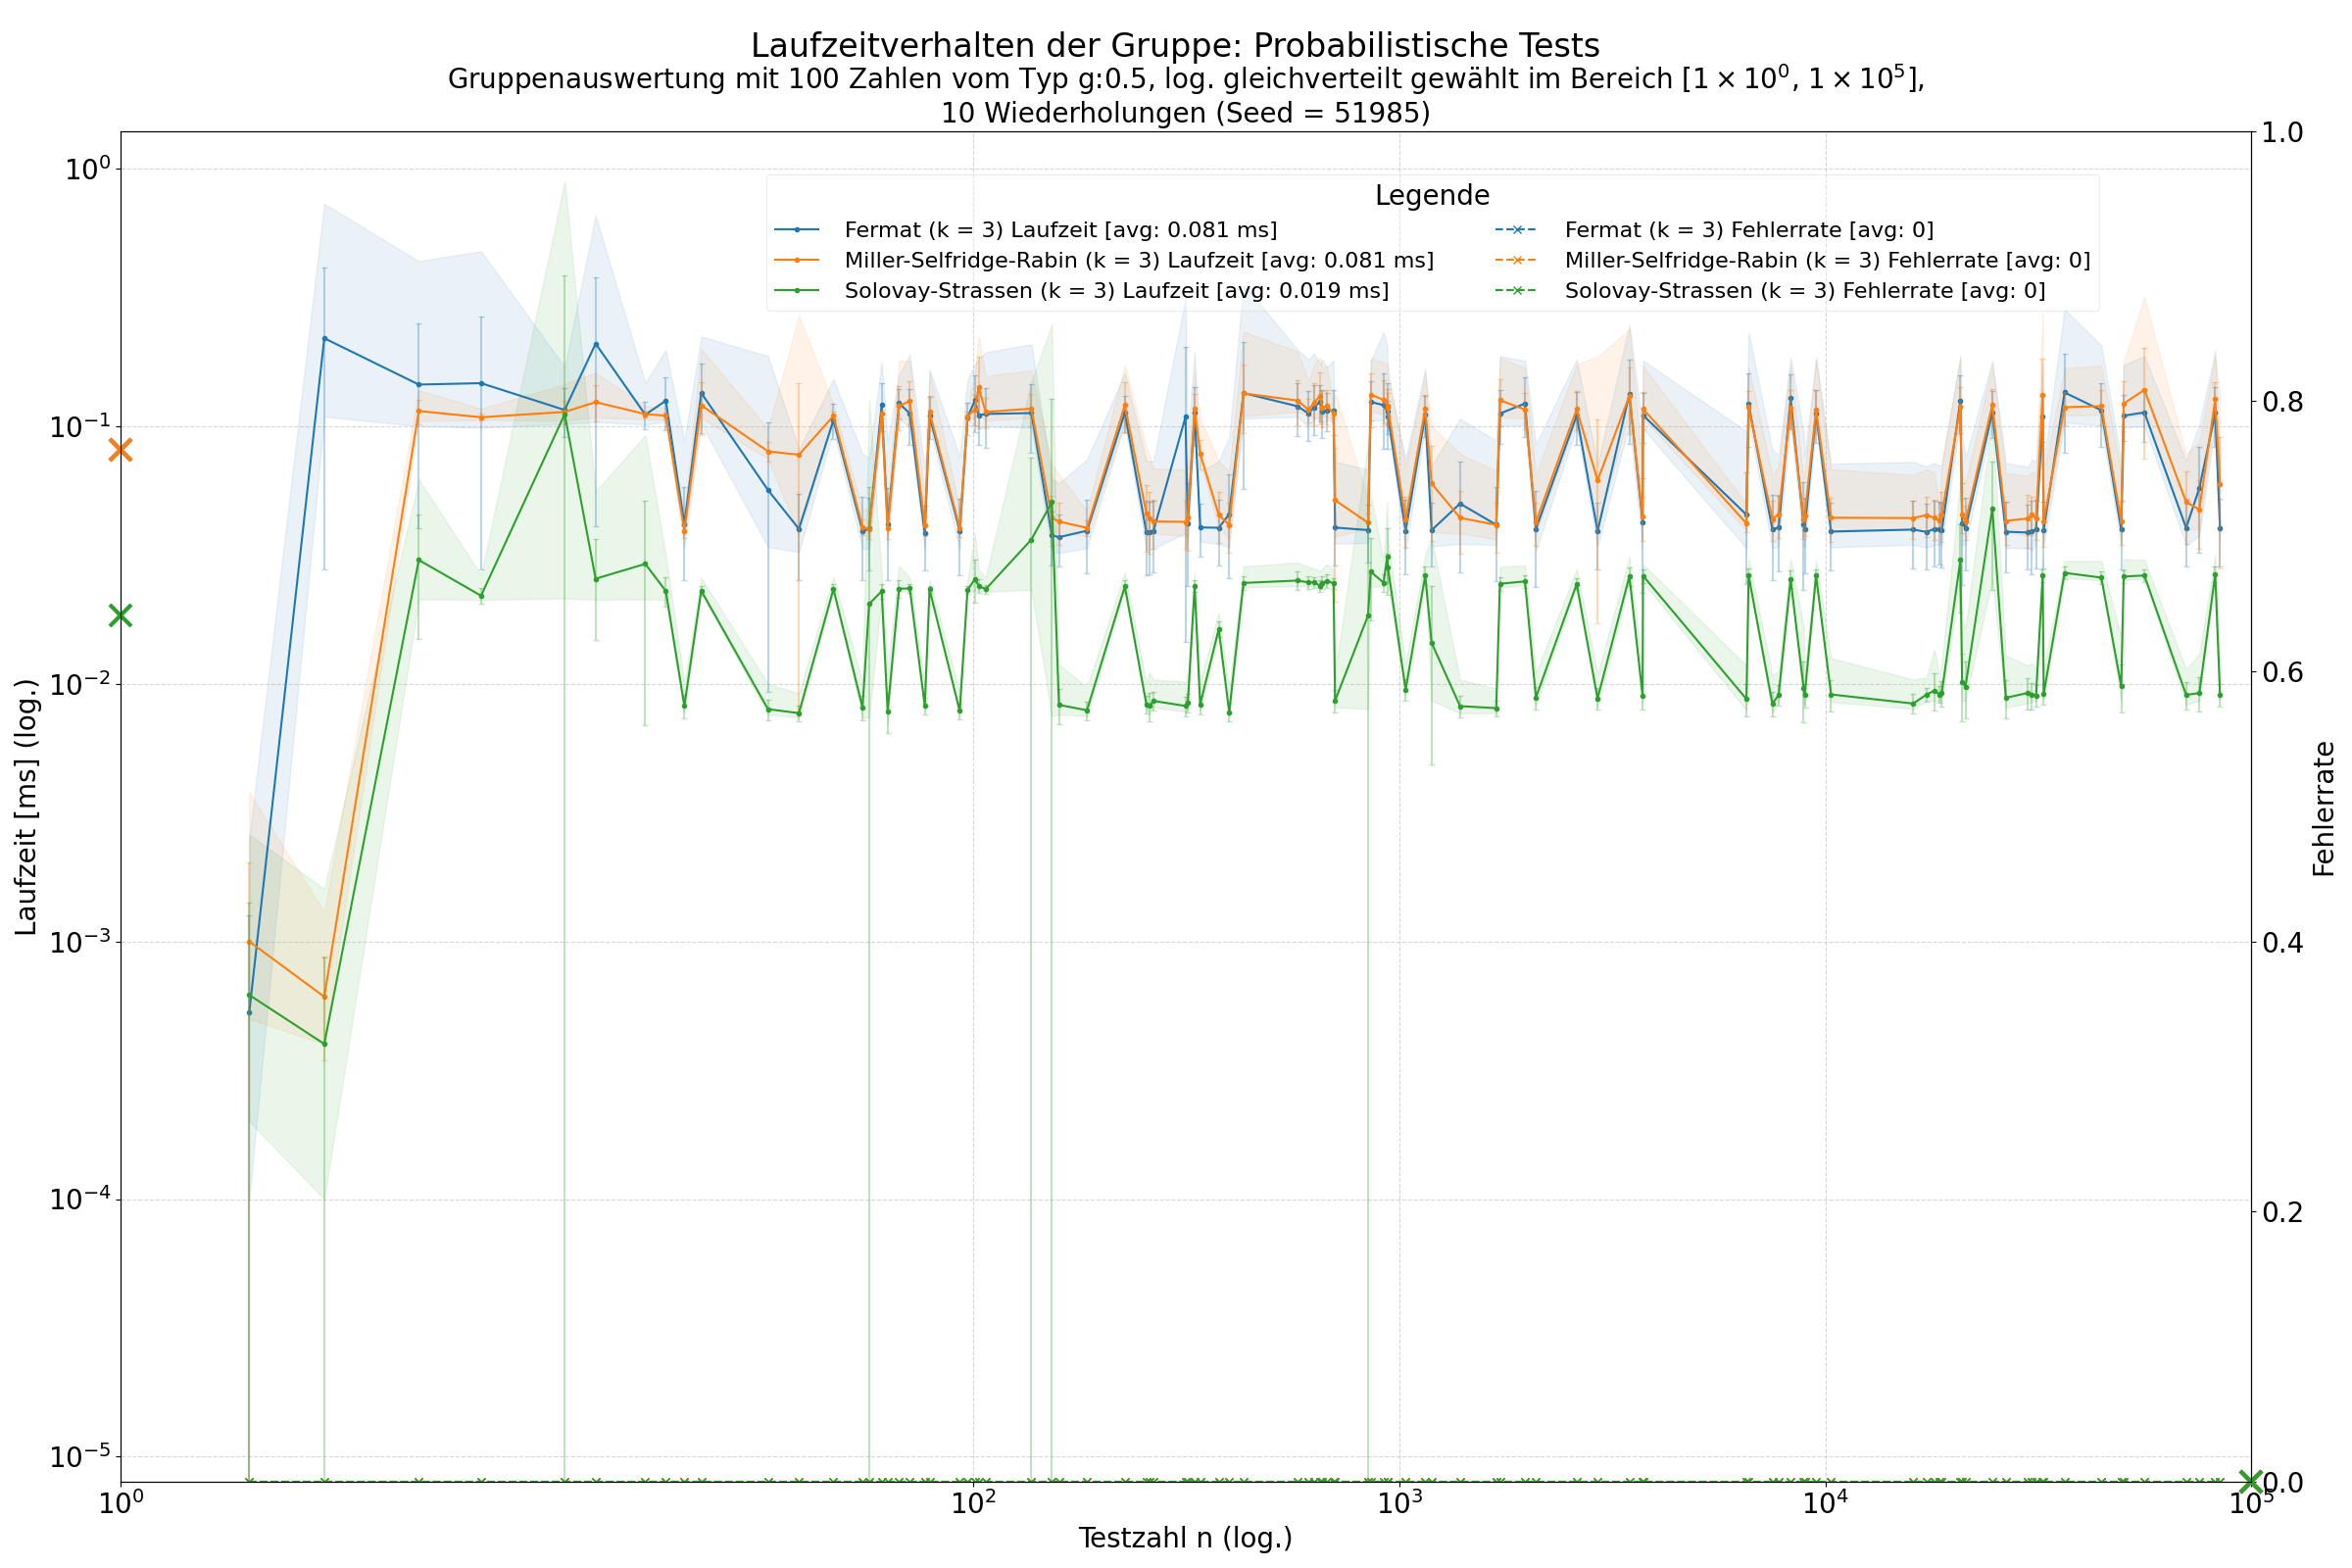 Laufzeitverhalten der Gruppe: Probabilistische Tests
Gruppenauswertung mit 100 Zahlen vom Typ g:0.5, log. gleichverteilt gewählt im Bereich [1 × 10⁰, 1 × 10⁵],
10 Wiederholungen (Seed = 51985)
Legende
Fermat (k = 3) Laufzeit [avg: 0.081 ms]
Miller-Selfridge-Rabin (k = 3) Laufzeit [avg: 0.081 ms]
Solovay-Strassen (k = 3) Laufzeit [avg: 0.019 ms]
Fermat (k = 3) Fehlerrate [avg: 0]
Miller-Selfridge-Rabin (k = 3) Fehlerrate [avg: 0]
Solovay-Strassen (k = 3) Fehlerrate [avg: 0]
Laufzeit [ms] (log.)
10⁰
10⁻¹
10⁻²
10⁻³
10⁻⁴
10⁻⁵
10⁰
10²
10³
10⁴
10⁵
Testzahl n (log.)
1.0
0.8
0.6
0.4
0.2
0.0
Fehlerrate